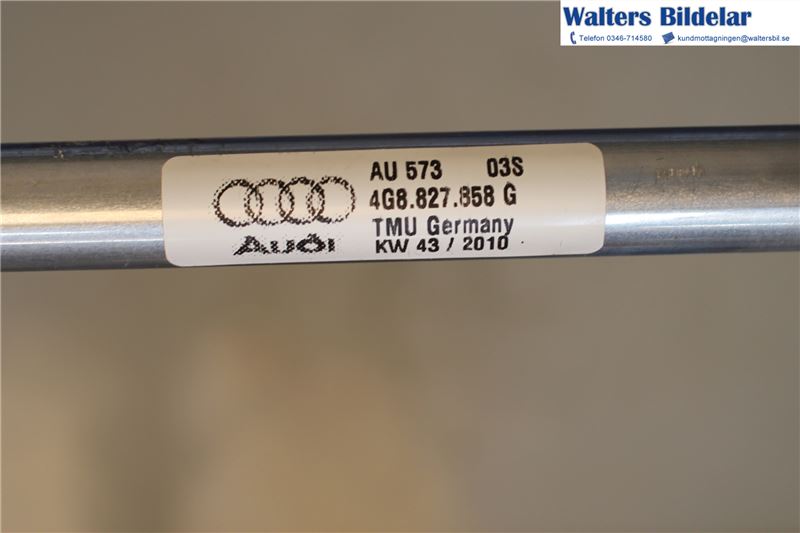 Walters Bildelar
Telefon 0346-714580 kundmottagningen@waltersbil.se
AU 573 03S
4G8.827.858 G
TMU Germany
Audi
KW 43 / 2010